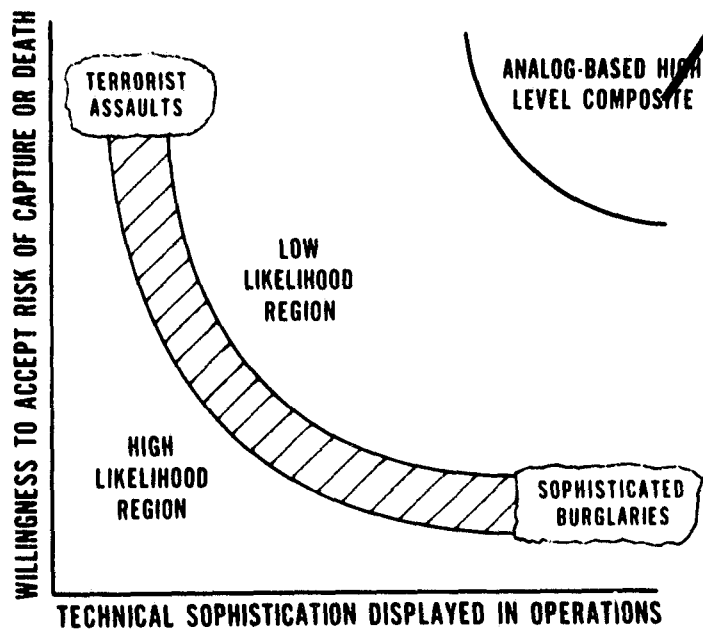 WILLINGNESS TO ACCEPT RISK OF CAPTURE OR DEATH
TERRORIST
ASSAULTS
ANALOG-BASED HIGH
LEVEL COMPOSITE
LOW
LIKELIHOOD
REGION
HIGH
LIKELIHOOD
REGION
SOPHISTICATED
BURGLARIES
TECHNICAL SOPHISTICATION DISPLAYED IN OPERATIONS